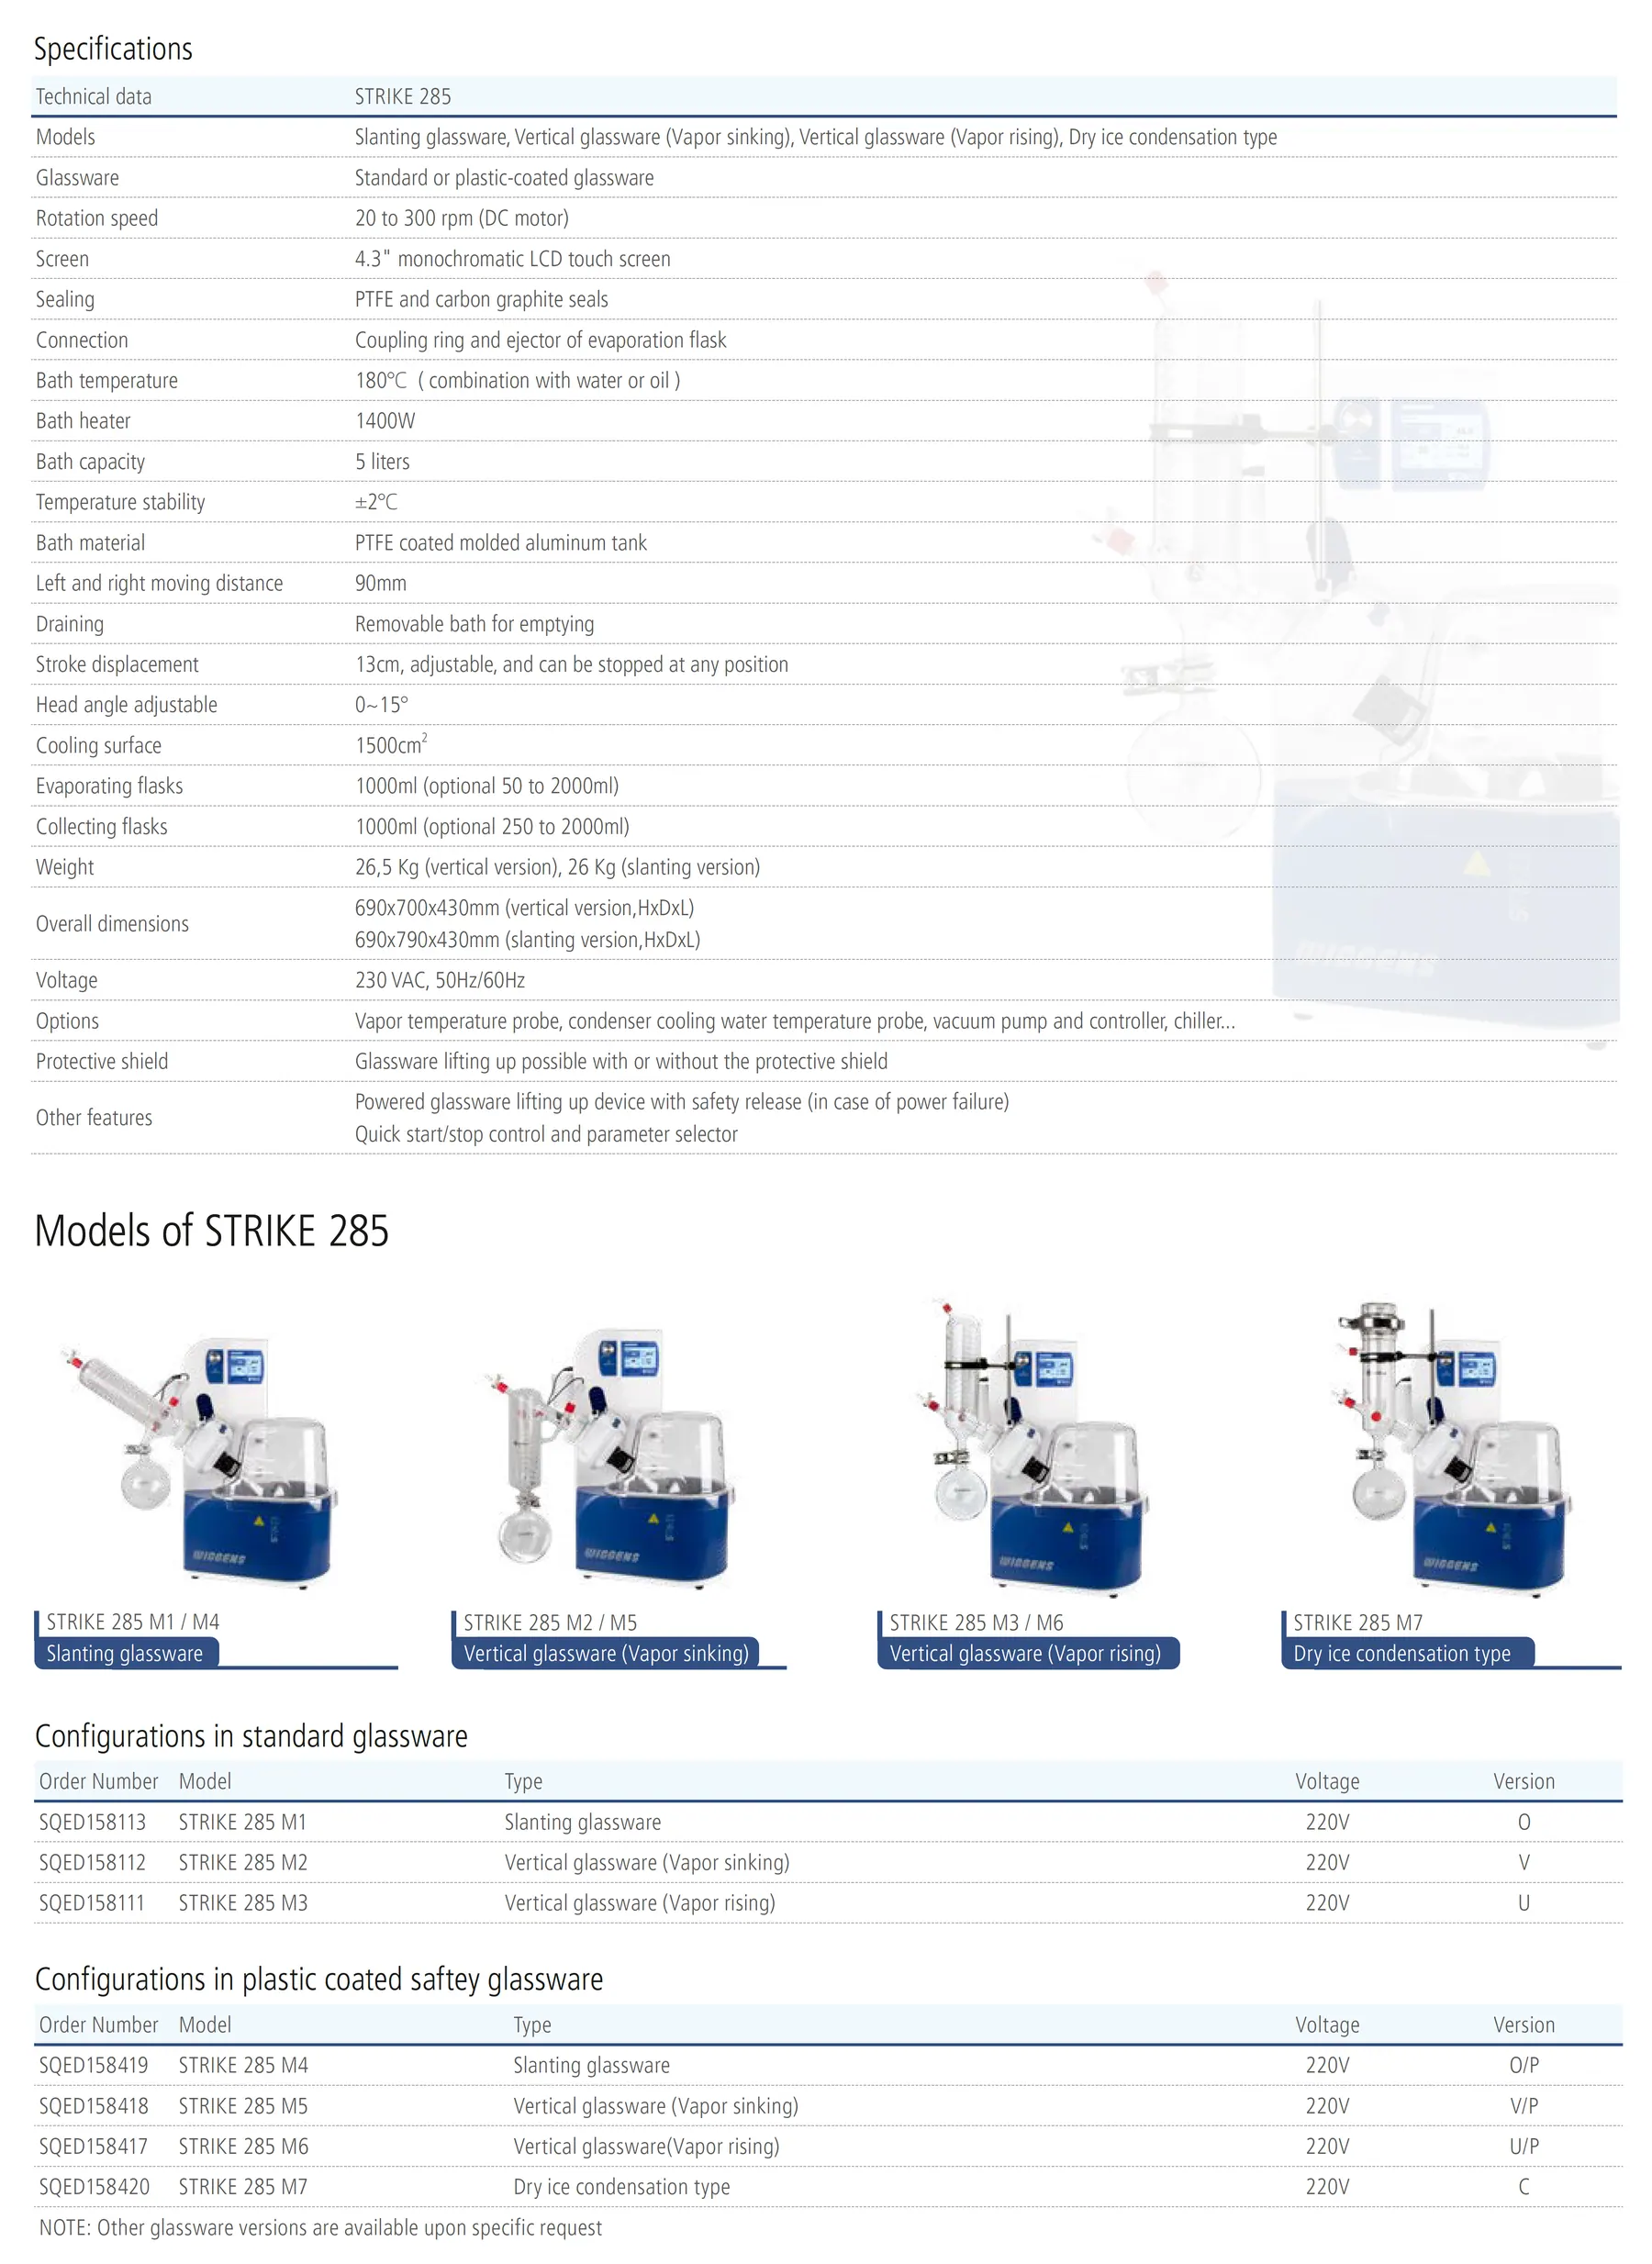 Specifications
Technical data STRIKE 285
Models Slanting glassware, Vertical glassware (Vapor sinking), Vertical glassware (Vapor rising), Dry ice condensation type
Glassware Standard or plastic-coated glassware
Rotation speed 20 to 300 rpm (DC motor)
Screen 4.3" monochromatic LCD touch screen
Sealing PTFE and carbon graphite seals
Connection Coupling ring and ejector of evaporation flask
Bath temperature 180℃ ( combination with water or oil )
Bath heater 1400W
Bath capacity 5 liters
Temperature stability ±2℃
Bath material PTFE coated molded aluminum tank
Left and right moving distance 90mm
Draining Removable bath for emptying
Stroke displacement 13cm, adjustable, and can be stopped at any position
Head angle adjustable 0~15°
Cooling surface 1500cm²
Evaporating flasks 1000ml (optional 50 to 2000ml)
Collecting flasks 1000ml (optional 250 to 2000ml)
Weight 26,5 Kg (vertical version), 26 Kg (slanting version)
Overall dimensions 690x700x430mm (vertical version,HxDxL)
690x790x430mm (slanting version,HxDxL)
WIGGENS
Voltage 230 VAC, 50Hz/60Hz
Options Vapor temperature probe, condenser cooling water temperature probe, vacuum pump and controller, chiller...
Protective shield Glassware lifting up possible with or without the protective shield
Other features Powered glassware lifting up device with safety release (in case of power failure)
Quick start/stop control and parameter selector
Models of STRIKE 285
WIGGENS
WIGGENS
WIGGENS
WIGGENS
STRIKE 285 M1 / M4
Slanting glassware
STRIKE 285 M2 / M5
Vertical glassware (Vapor sinking)
STRIKE 285 M3 / M6
Vertical glassware (Vapor rising)
STRIKE 285 M7
Dry ice condensation type
Configurations in standard glassware
Order Number Model Type Voltage Version
SQED158113 STRIKE 285 M1 Slanting glassware 220V O
SQED158112 STRIKE 285 M2 Vertical glassware (Vapor sinking) 220V V
SQED158111 STRIKE 285 M3 Vertical glassware (Vapor rising) 220V U
Configurations in plastic coated saftey glassware
Order Number Model Type Voltage Version
SQED158419 STRIKE 285 M4 Slanting glassware 220V O/P
SQED158418 STRIKE 285 M5 Vertical glassware (Vapor sinking) 220V V/P
SQED158417 STRIKE 285 M6 Vertical glassware(Vapor rising) 220V U/P
SQED158420 STRIKE 285 M7 Dry ice condensation type 220V C
NOTE: Other glassware versions are available upon specific request